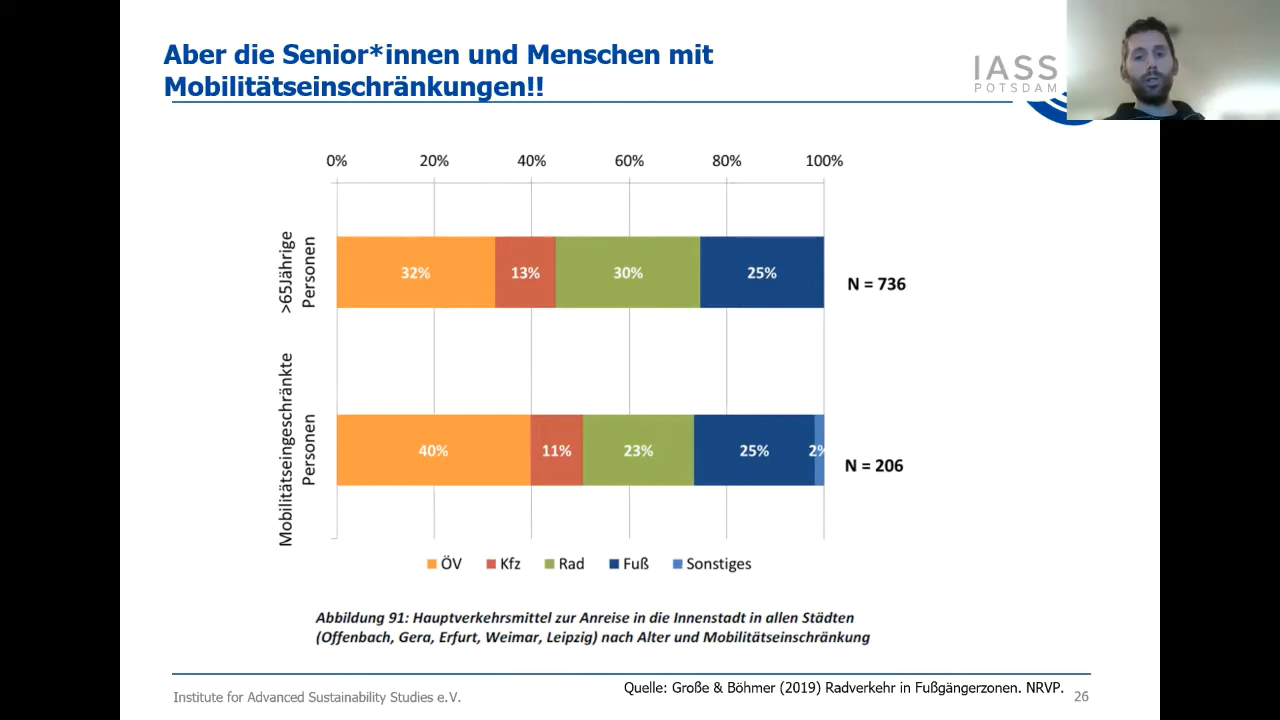 Aber die Senior*innen und Menschen mit
Mobilitätseinschränkungen!!
IASS
POTSDAM
0% 20% 40% 60% 80% 100%
>65Jährige
Personen
32% 13% 30% 25%
N = 736
Mobilitätseingeschränkte
Personen
40% 11% 23% 25% 2%
N = 206
ÖV Kfz Rad Fuß Sonstiges
Abbildung 91: Hauptverkehrsmittel zur Anreise in die Innenstadt in allen Städten
(Offenbach, Gera, Erfurt, Weimar, Leipzig) nach Alter und Mobilitätseinschränkung
Quelle: Große & Böhmer (2019) Radverkehr in Fußgängerzonen. NRVP.
Institute for Advanced Sustainability Studies e.V.
26